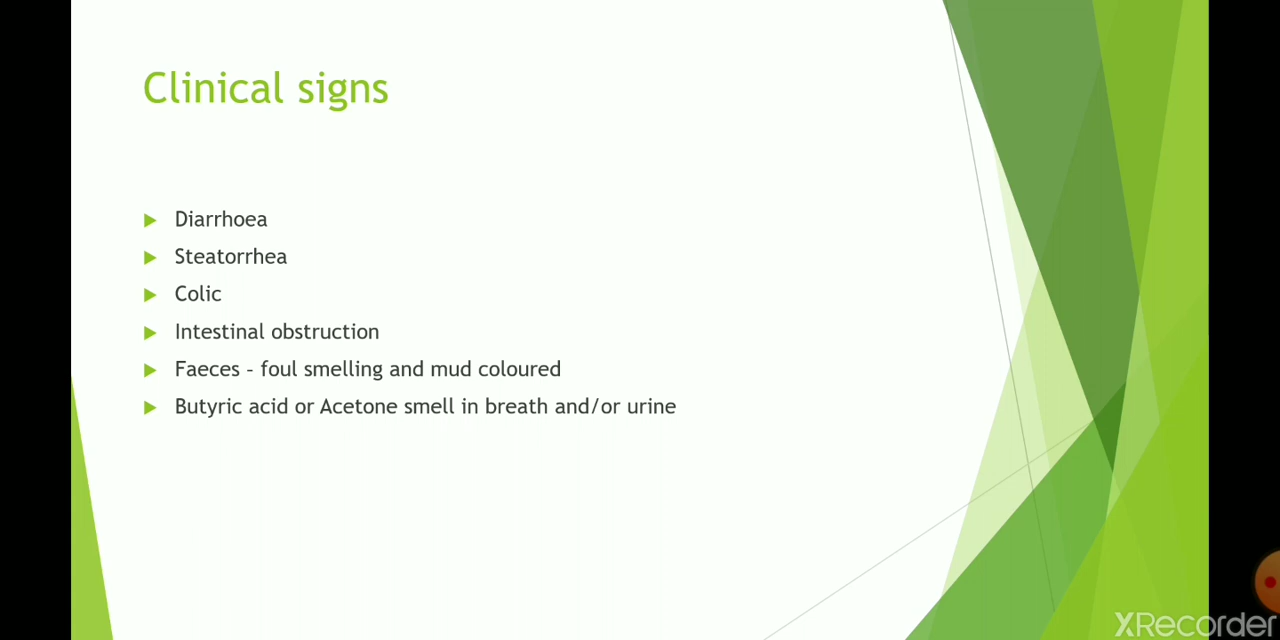 Clinical signs
Diarrhoea
Steatorrhea
Colic
Intestinal obstruction
Faeces - foul smelling and mud coloured
Butyric acid or Acetone smell in breath and/or urine
XRecorder